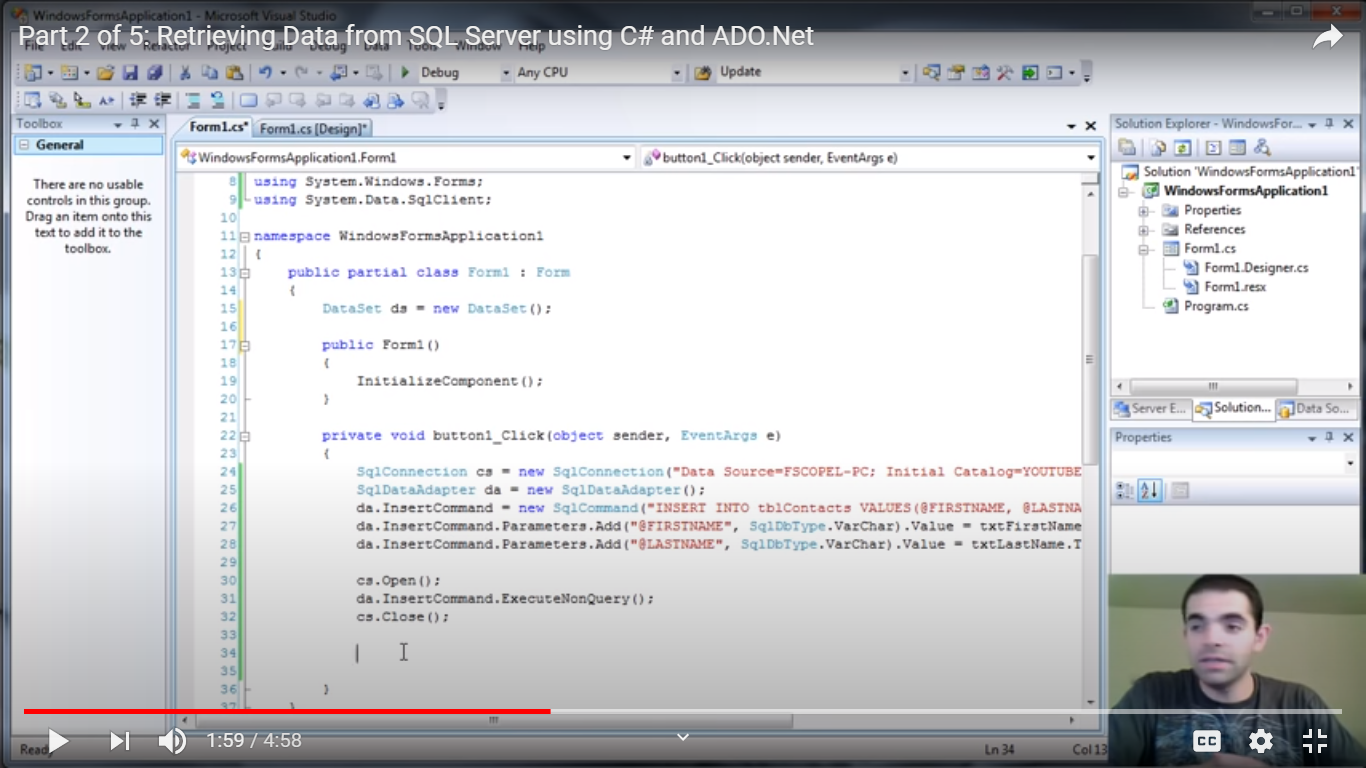 WindowsFormsApplication1 - Microsoft Visual Studio
Part 2 of 5: Retrieving Data from SQL Server using C# and ADO.Net
File Edit View Refactor Project Build Debug Data Tools Window Help
Debug Any CPU Update
Toolbox
General
There are no usable
controls in this group.
Drag an item onto this
text to add it to the
toolbox.
Form1.cs* Form1.cs [Design]*
WindowsFormsApplication1.Form1 button1_Click(object sender, EventArgs e)
8 using System.Windows.Forms;
9 using System.Data.SqlClient;
10
11 namespace WindowsFormsApplication1
12 {
13 public partial class Form1 : Form
14 {
15 DataSet ds = new DataSet();
16
17 public Form1()
18 {
19 InitializeComponent();
20 }
21
22 private void button1_Click(object sender, EventArgs e)
23 {
24 SqlConnection cs = new SqlConnection("Data Source=FSCOPEL-PC; Initial Catalog=YOUTUBE
25 SqlDataAdapter da = new SqlDataAdapter();
26 da.InsertCommand = new SqlCommand("INSERT INTO tblContacts VALUES(@FIRSTNAME, @LASTNA
27 da.InsertCommand.Parameters.Add("@FIRSTNAME", SqlDbType.VarChar).Value = txtFirstName
28 da.InsertCommand.Parameters.Add("@LASTNAME", SqlDbType.VarChar).Value = txtLastName.T
29
30 cs.Open();
31 da.InsertCommand.ExecuteNonQuery();
32 cs.Close();
33
34
35
36 }
37 }
Solution Explorer - WindowsFor...
Solution 'WindowsFormsApplication1'
WindowsFormsApplication1
Properties
References
Form1.cs
Form1.Designer.cs
Form1.resx
Program.cs
Server E... Solution... Data So...
Properties
1:59 / 4:58
CC
Ready Ln 34 Col 13